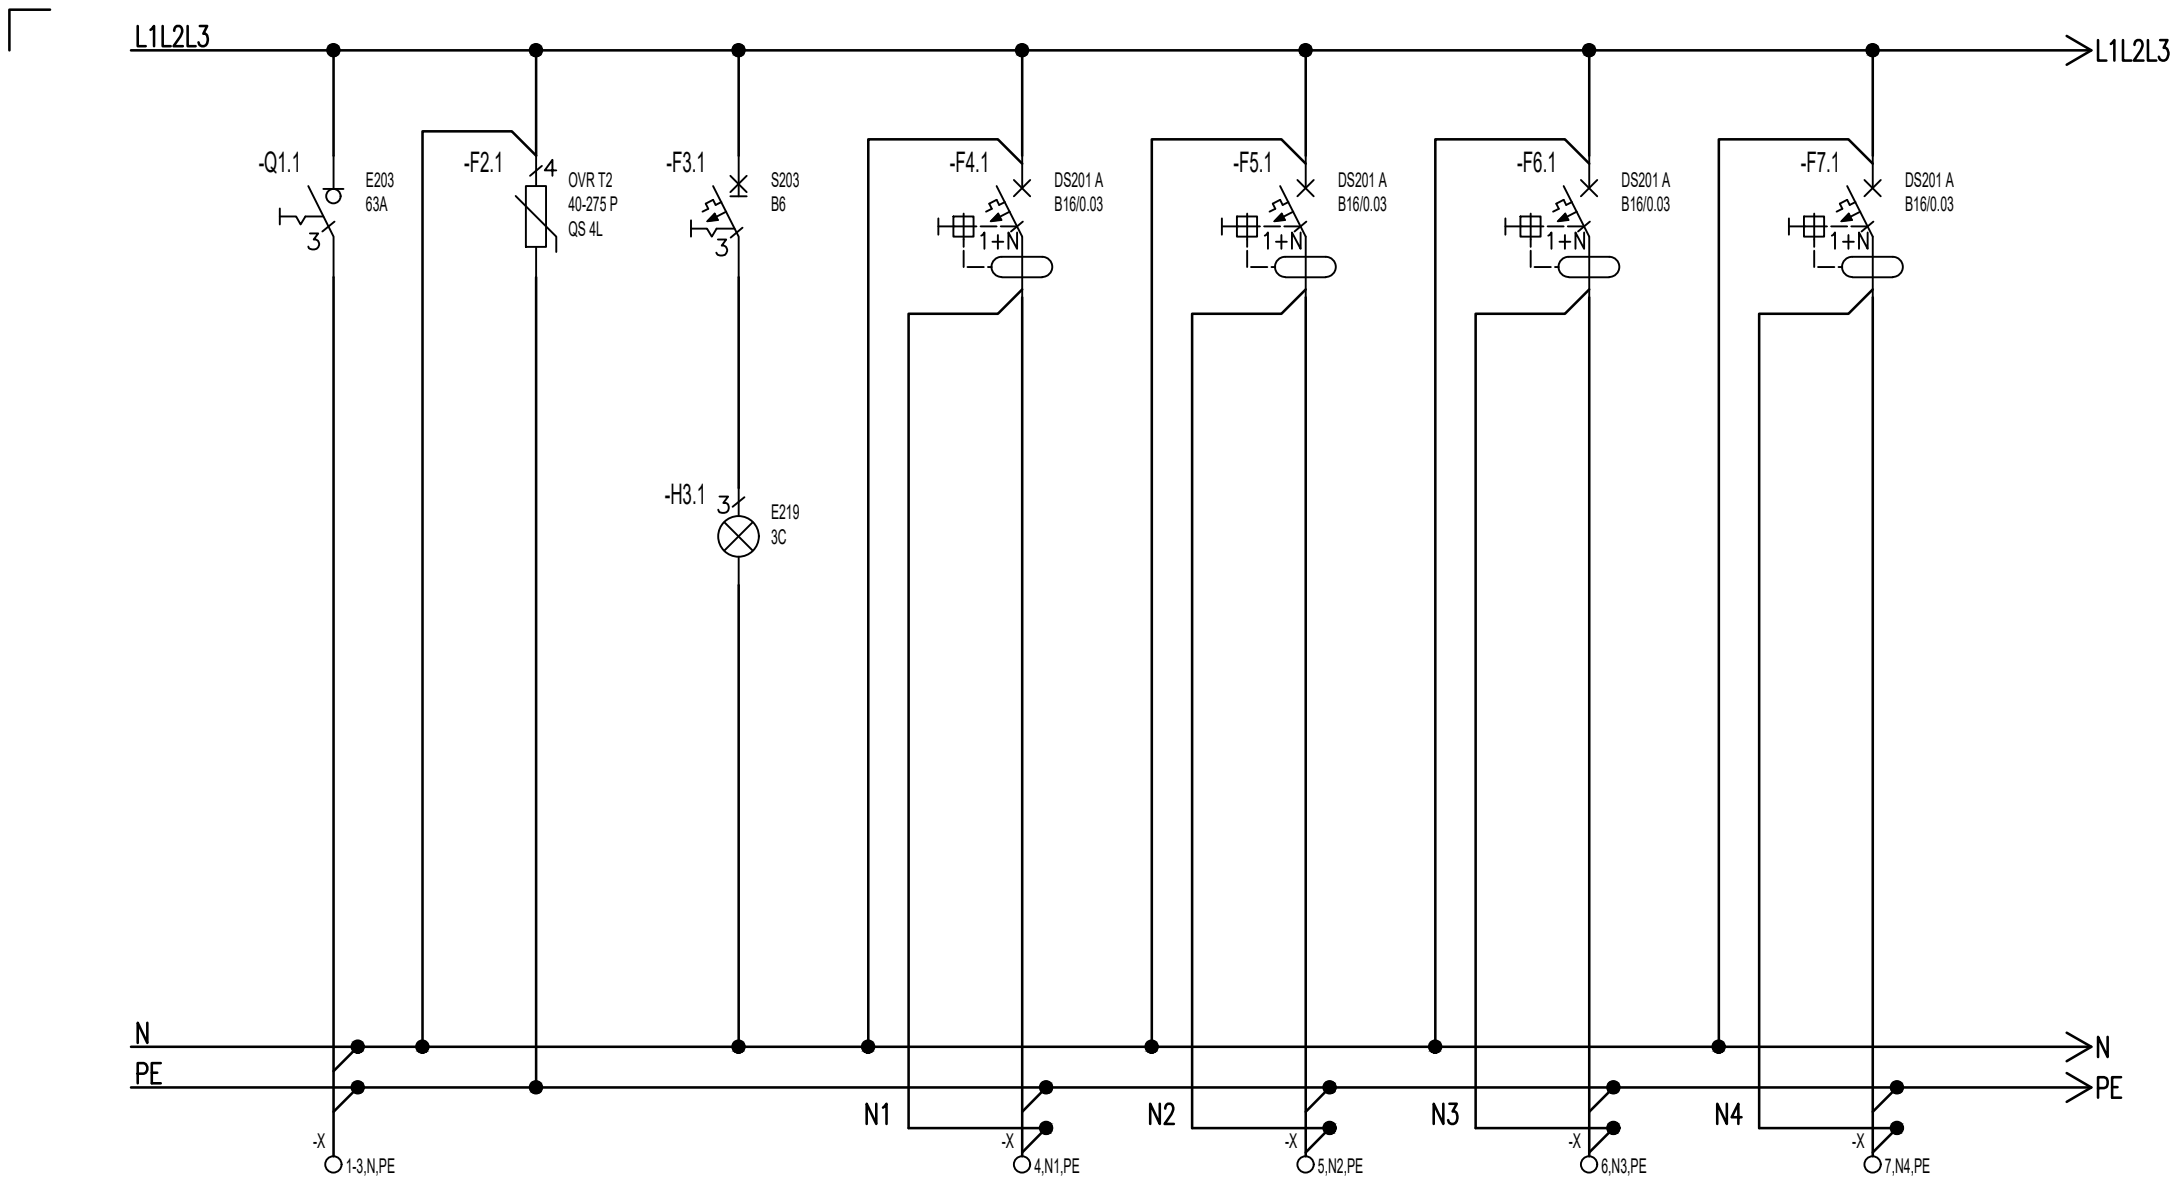 L1L2L3
L1L2L3
-Q1.1
E203
63A
3
-F2.1
4
OVR T2
40-275 P
QS 4L
-F3.1
S203
B6
3
-H3.1
3
E219
3C
-F4.1
DS201 A
B16/0.03
1+N
-F5.1
DS201 A
B16/0.03
1+N
-F6.1
DS201 A
B16/0.03
1+N
-F7.1
DS201 A
B16/0.03
1+N
N
N
PE
PE
N1
N2
N3
N4
-X
1-3,N,PE
-X
4,N1,PE
-X
5,N2,PE
-X
6,N3,PE
-X
7,N4,PE